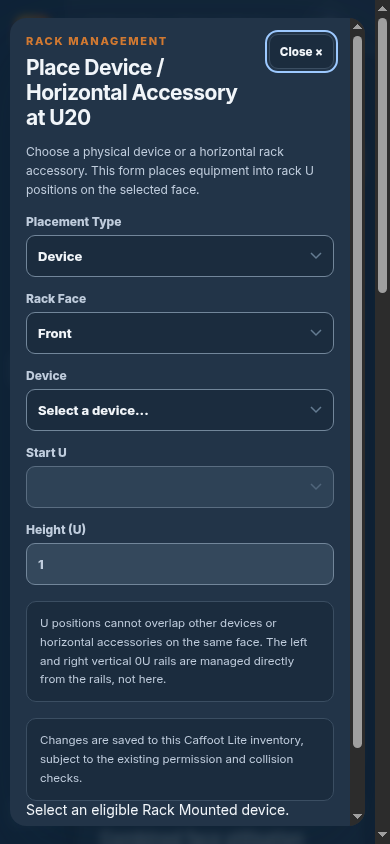 RACK MANAGEMENT
Close ×
Place Device /
Horizontal Accessory
at U20
Choose a physical device or a horizontal rack
accessory. This form places equipment into rack U
positions on the selected face.
Placement Type
Device
Rack Face
Front
Device
Select a device...
Start U
Height (U)
1
U positions cannot overlap other devices or
horizontal accessories on the same face. The left
and right vertical 0U rails are managed directly
from the rails, not here.
Changes are saved to this Caffoot Lite inventory,
subject to the existing permission and collision
checks.
Select an eligible Rack Mounted device.